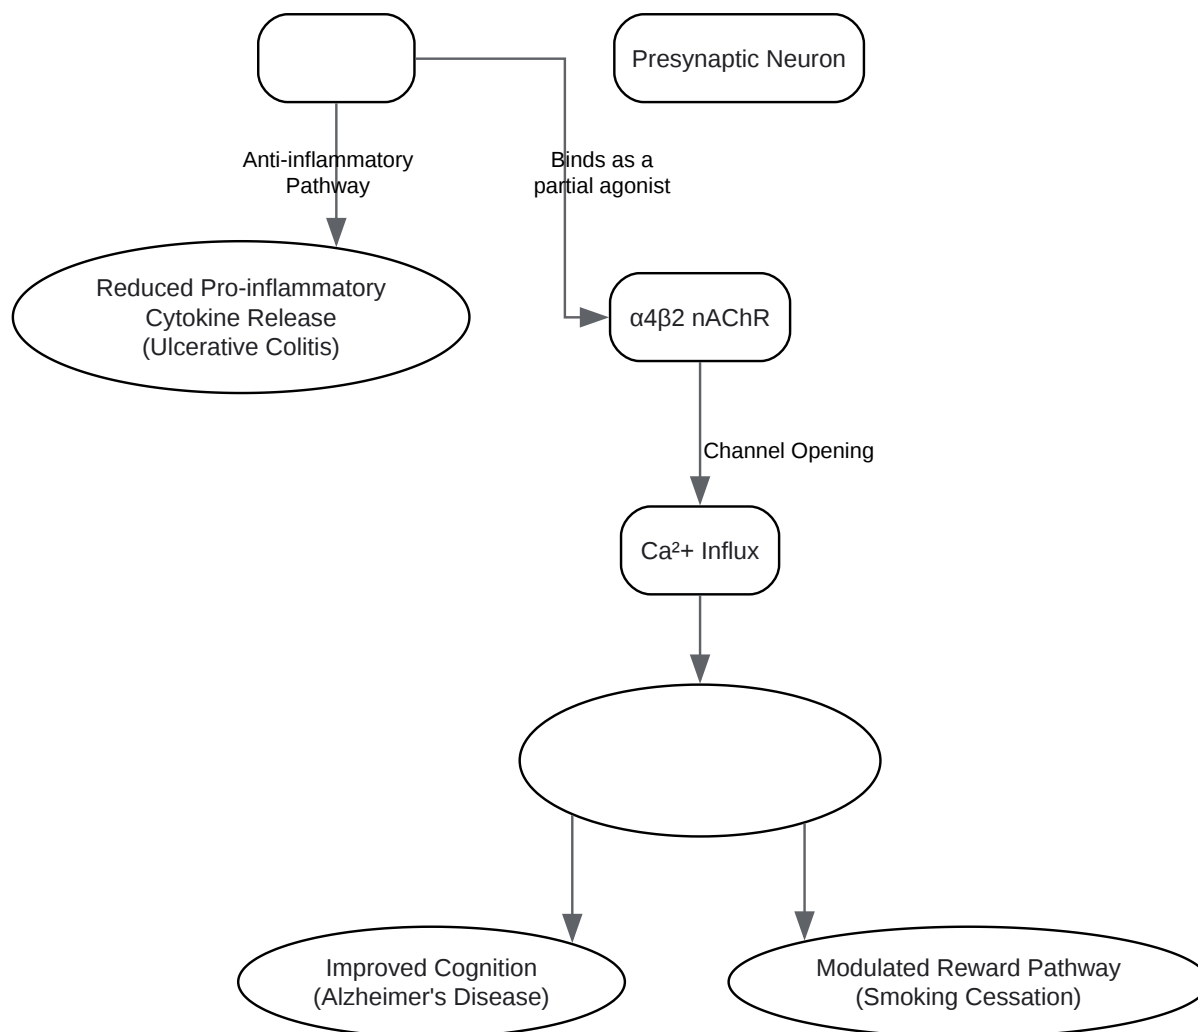 Presynaptic Neuron
Anti-inflammatory
Pathway
Binds as a
partial agonist
Reduced Pro-inflammatory
Cytokine Release
(Ulcerative Colitis)
α4β2 nAChR
Channel Opening
Ca²+ Influx
Improved Cognition
(Alzheimer's Disease)
Modulated Reward Pathway
(Smoking Cessation)